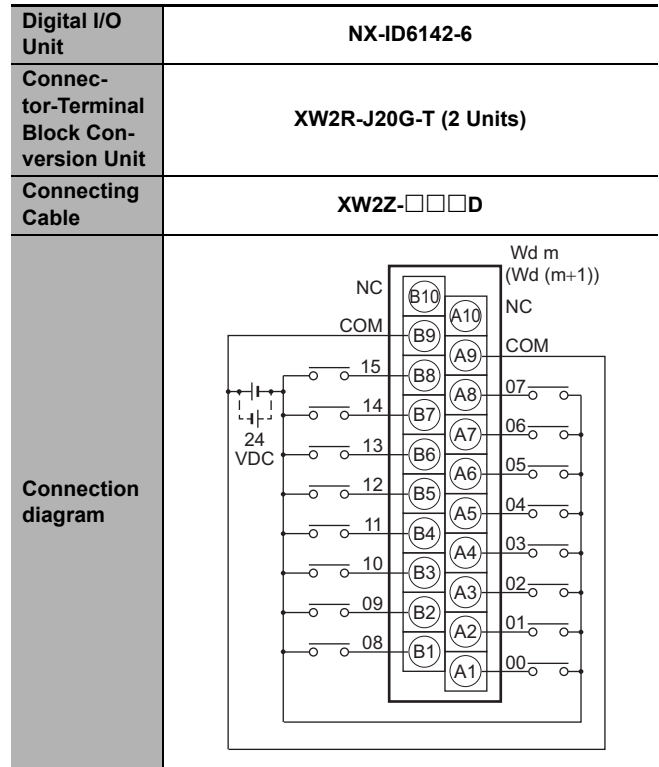 Digital I/O
Unit
NX-ID6142-6
Connec-
tor-Terminal
Block Con-
version Unit
XW2R-J20G-T (2 Units)
Connecting
Cable
XW2Z-□□□D
Connection
diagram
Wd m
(Wd (m+1))
NC
B10
A10
NC
COM
B9
A9
COM
15
B8
A8
07
14
B7
A7
06
24
VDC
13
B6
A6
05
12
B5
A5
04
11
B4
A4
03
10
B3
A3
02
09
B2
A2
01
08
B1
A1
00